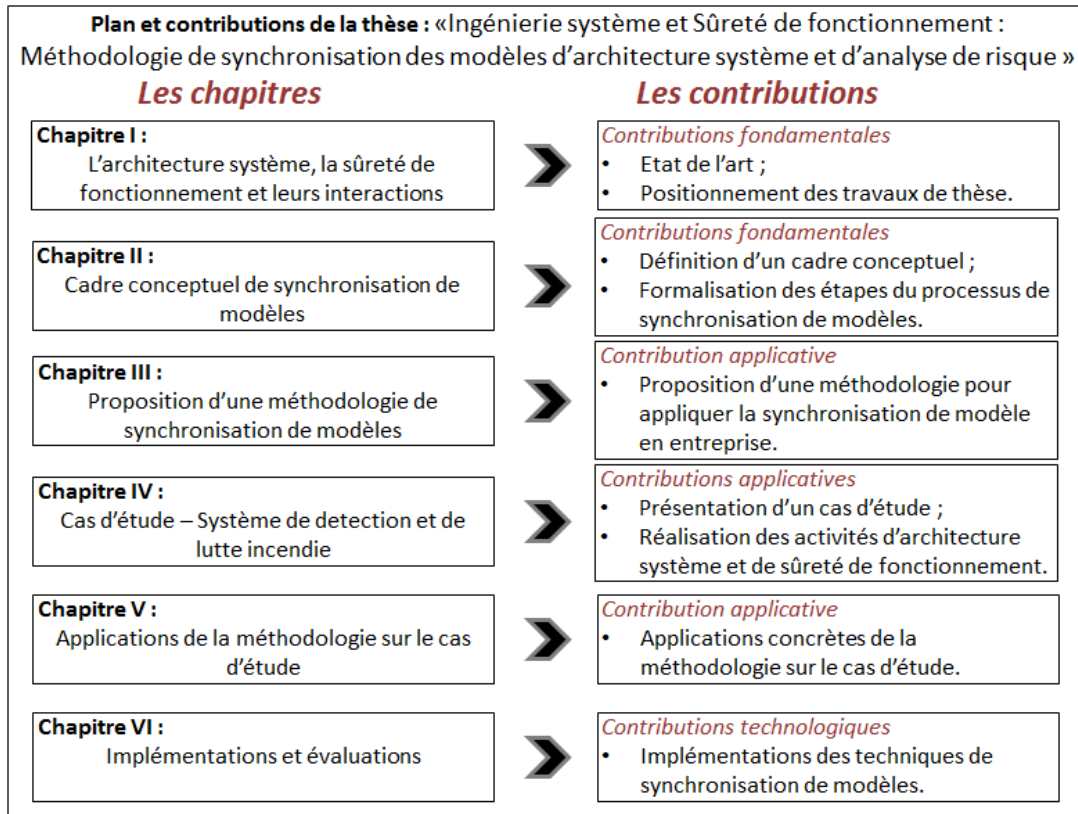 Plan et contributions de la thèse : «Ingénierie système et Sûreté de fonctionnement :
Méthodologie de synchronisation des modèles d'architecture système et d'analyse de risque »
Les chapitres
Les contributions
Chapitre I :
L'architecture système, la sûreté de
fonctionnement et leurs interactions
Contributions fondamentales
• Etat de l'art ;
• Positionnement des travaux de thèse.
Chapitre II :
Cadre conceptuel de synchronisation de
modèles
Contributions fondamentales
• Définition d'un cadre conceptuel ;
• Formalisation des étapes du processus de
synchronisation de modèles.
Chapitre III :
Proposition d'une méthodologie de
synchronisation de modèles
Contribution applicative
• Proposition d'une méthodologie pour
appliquer la synchronisation de modèle
en entreprise.
Chapitre IV :
Cas d'étude – Système de detection et de
lutte incendie
Contributions applicatives
• Présentation d'un cas d'étude ;
• Réalisation des activités d'architecture
système et de sûreté de fonctionnement.
Chapitre V :
Applications de la méthodologie sur le cas
d'étude
Contribution applicative
• Applications concrètes de la
méthodologie sur le cas d'étude.
Chapitre VI :
Implémentations et évaluations
Contributions technologiques
• Implémentations des techniques de
synchronisation de modèles.